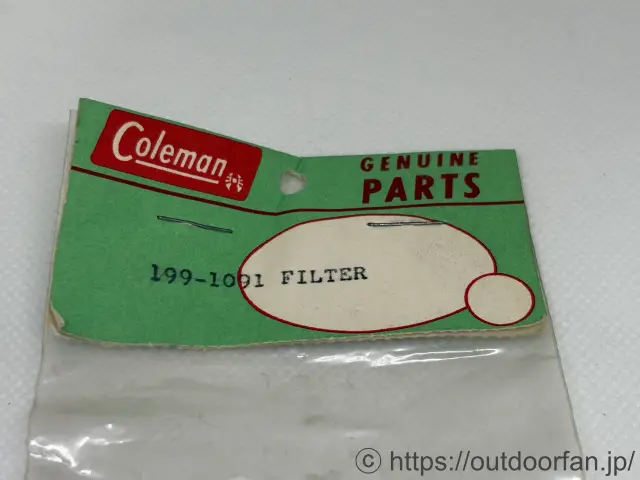 Coleman
GENUINE
PARTS
199-1091 FILTER
© https://outdoorfan.jp/